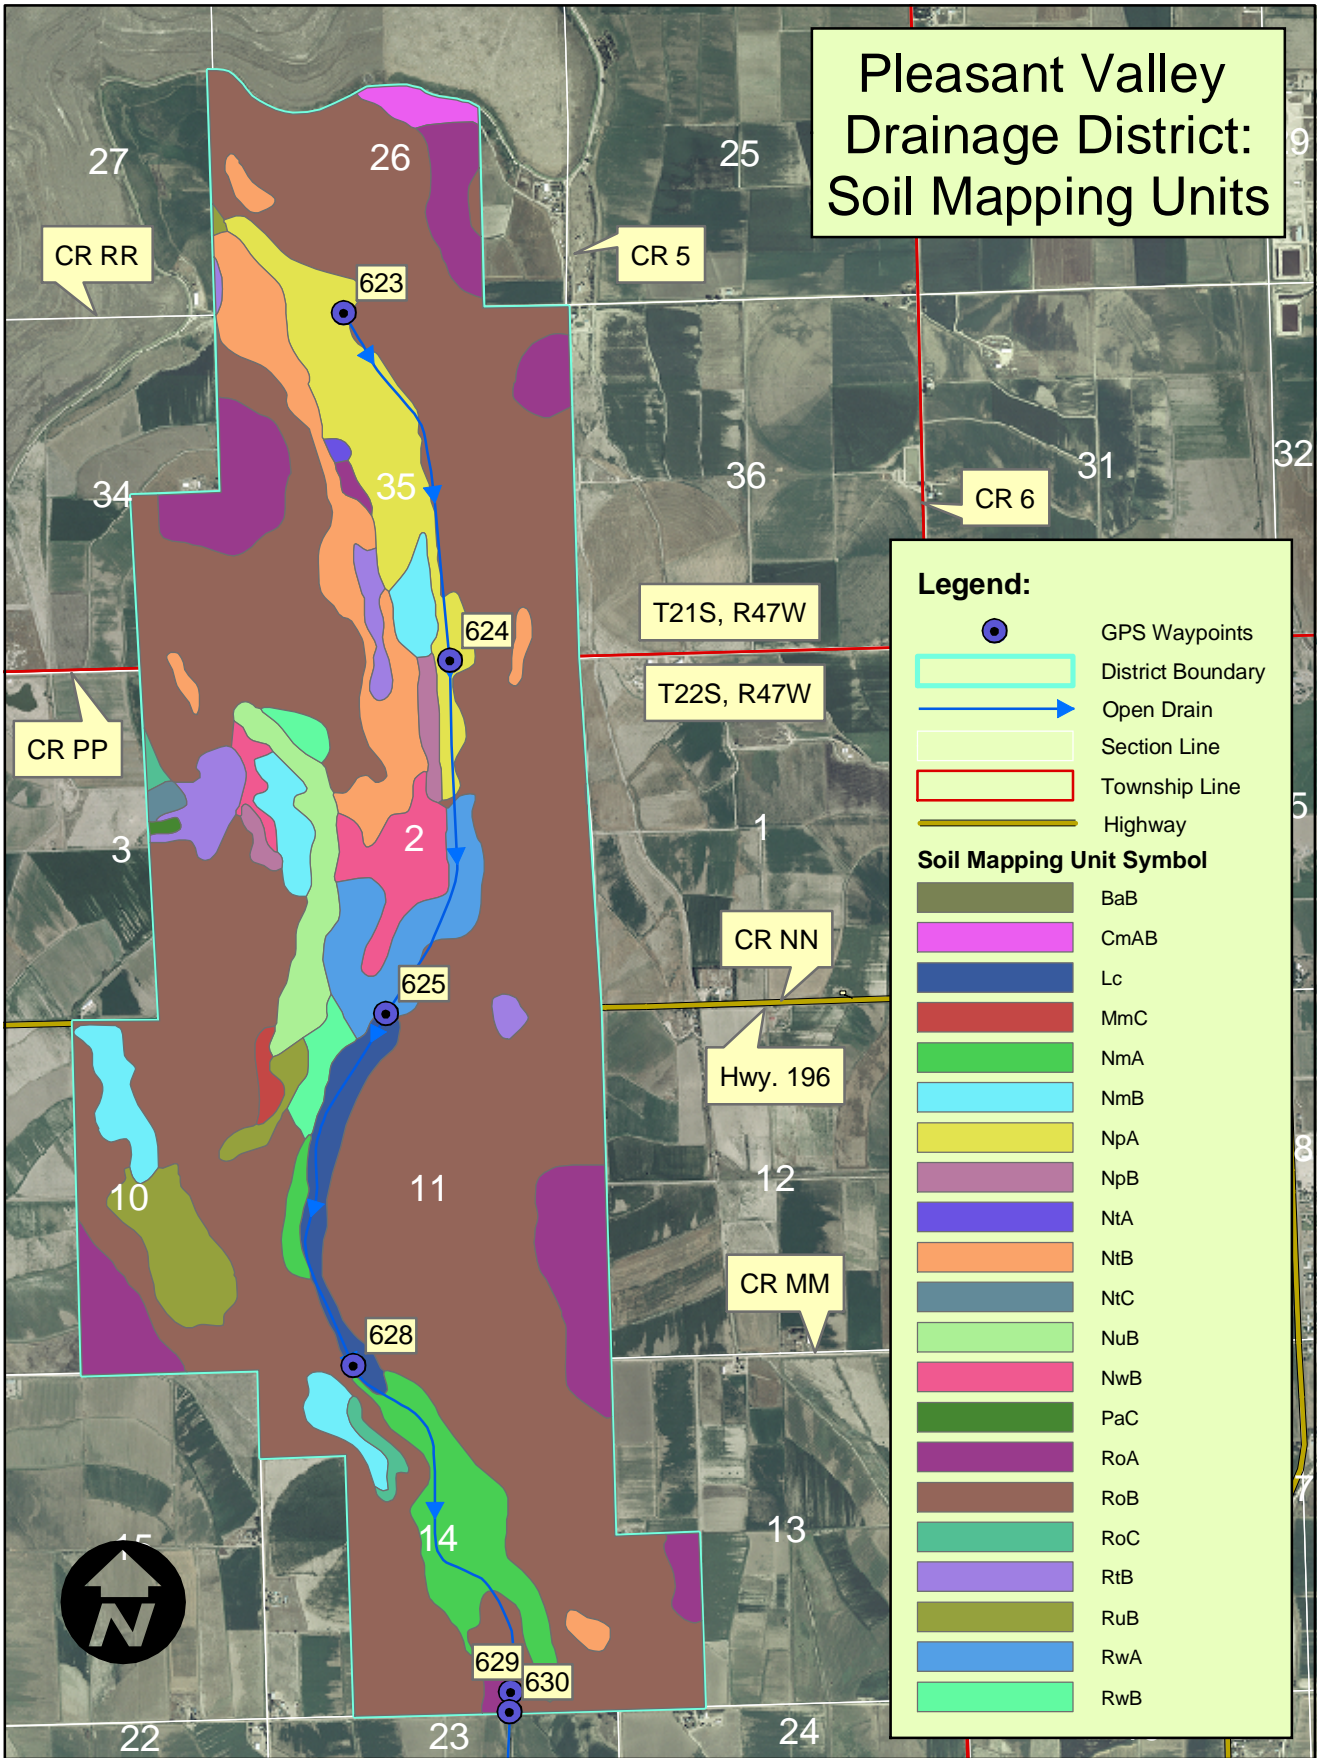 Pleasant Valley
Drainage District:
Soil Mapping Units
27
26
25
29
CR RR
CR 5
623
34
35
36
31
32
CR 6
T21S, R47W
624
T22S, R47W
CR PP
3
2
1
5
CR NN
625
Hwy. 196
10
11
12
8
CR MM
628
7
15
14
13
N
629
630
22
23
24
Legend:
GPS Waypoints
District Boundary
Open Drain
Section Line
Township Line
Highway
Soil Mapping Unit Symbol
BaB
CmAB
Lc
MmC
NmA
NmB
NpA
NpB
NtA
NtB
NtC
NuB
NwB
PaC
RoA
RoB
RoC
RtB
RuB
RwA
RwB